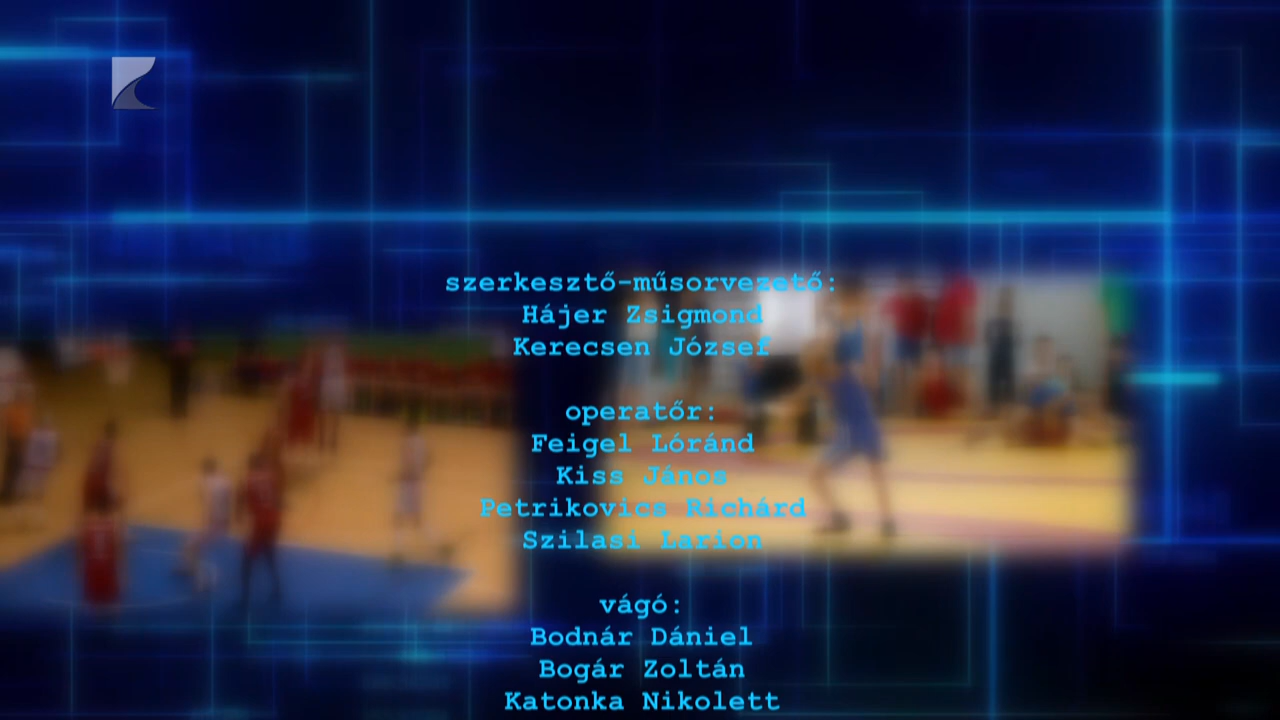 szerkesztő-műsorvezető:
Hájer Zsigmond
Kerecsen József
operatőr:
Feigel Lóránd
Kiss János
Petrikovics Richárd
Szilasi Larion
vágó:
Bodnár Dániel
Bogár Zoltán
Katonka Nikolett